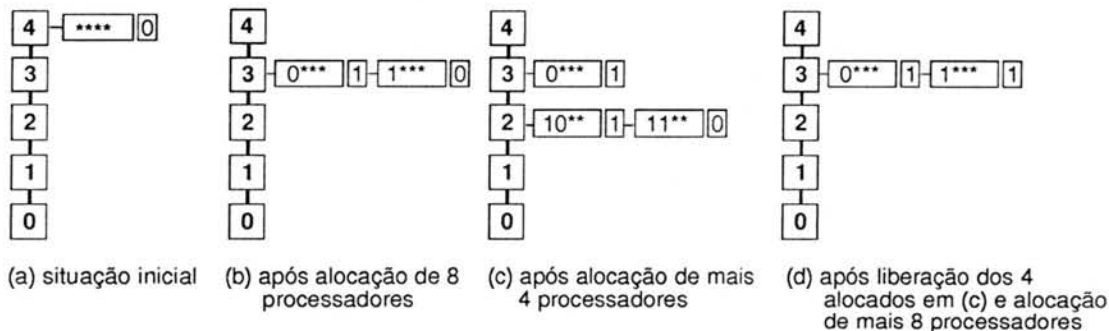 4 **** 0
3
2
1
0
(a) situação inicial
4
3 0*** 1 1*** 0
2
1
0
(b) após alocação de 8
processadores
4
3 0*** 1
2 10** 1 11** 0
1
0
(c) após alocação de mais
4 processadores
4
3 0*** 1 1*** 1
2
1
0
(d) após liberação dos 4
alocados em (c) e alocação
de mais 8 processadores